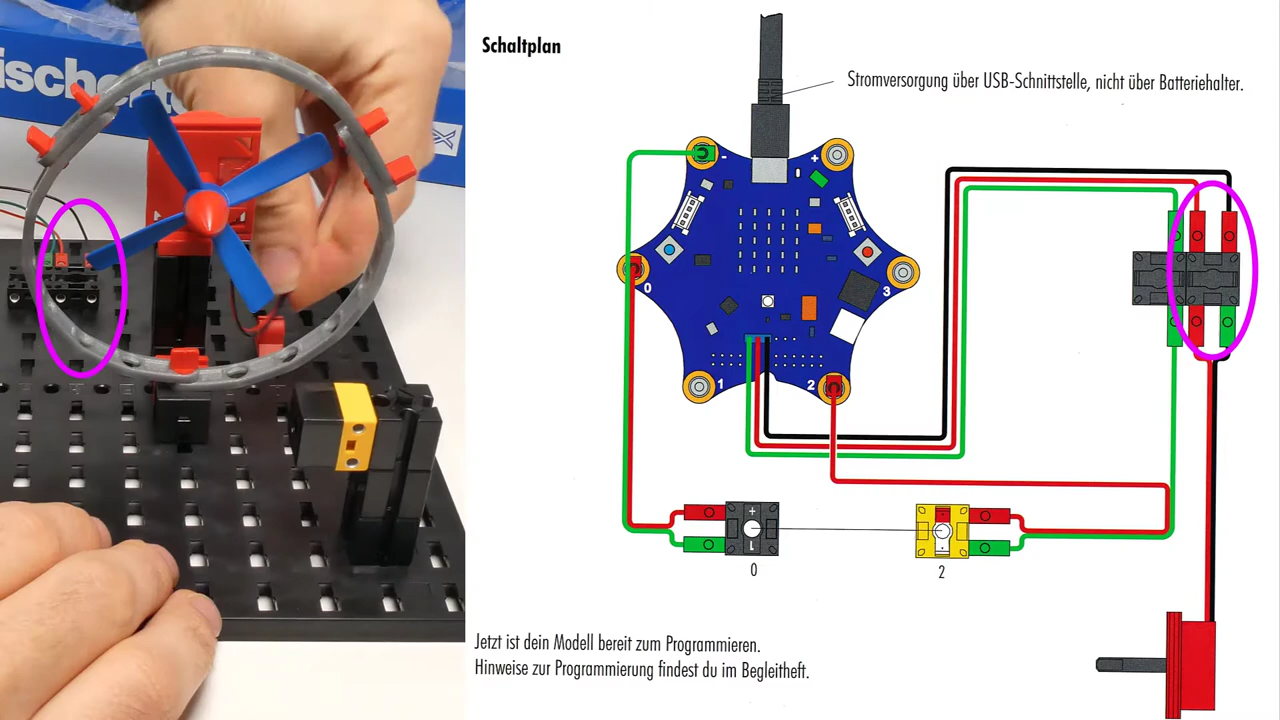 ischerte
Schaltplan
Stromversorgung über USB-Schnittstelle, nicht über Batteriehalter.
-
+
0
3
1
2
+
L
0
2
Jetzt ist dein Modell bereit zum Programmieren.
Hinweise zur Programmierung findest du im Begleitheft.